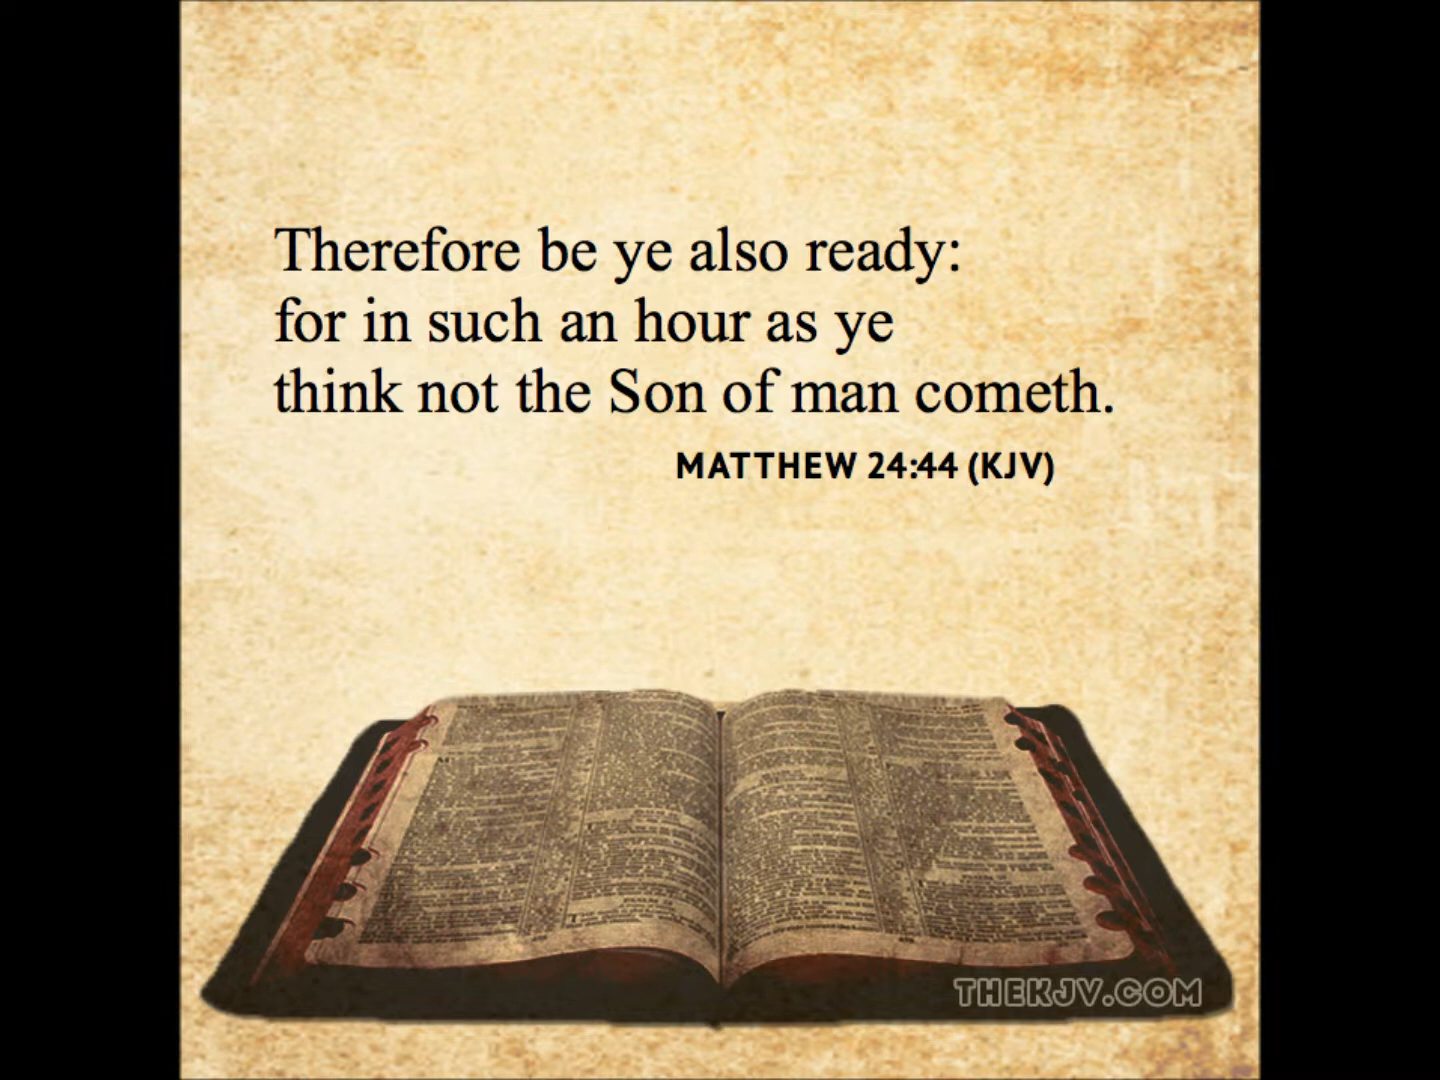 Therefore be ye also ready:
for in such an hour as ye
think not the Son of man cometh.
MATTHEW 24:44 (KJV)
THEKJV.COM